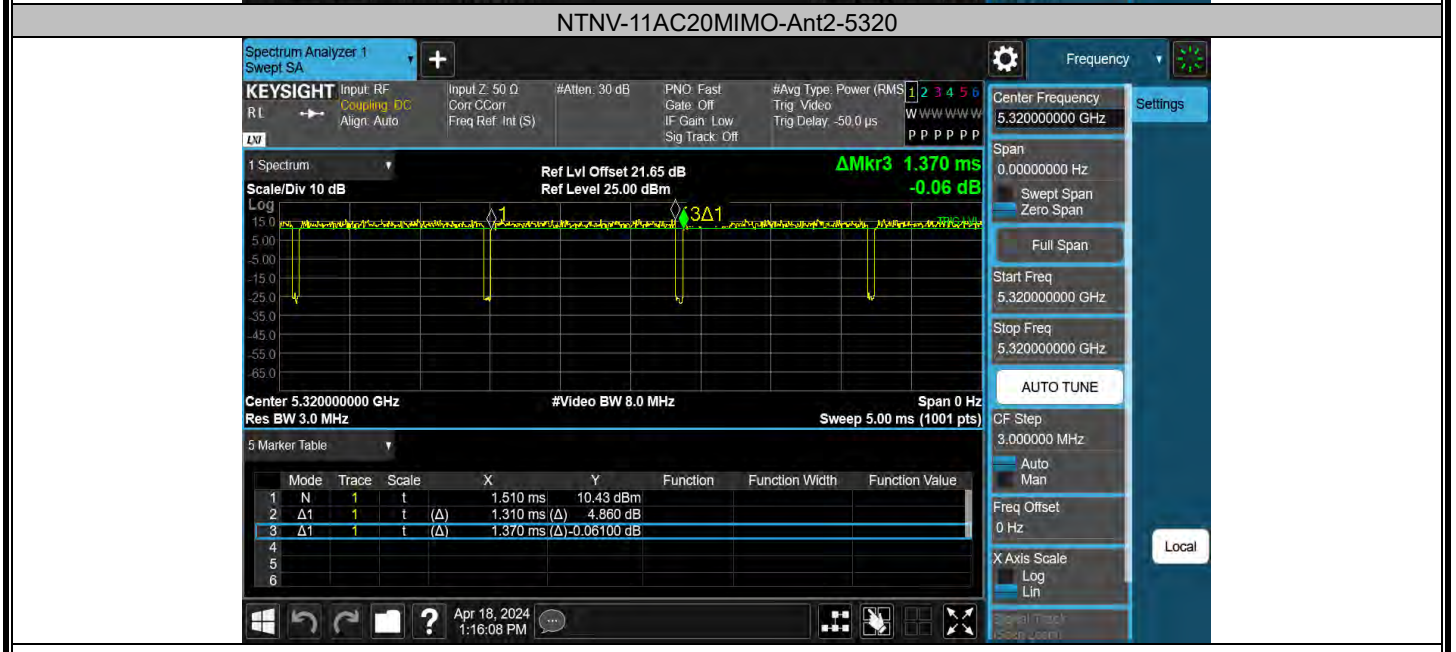 NTNV-11AC20MIMO-Ant2-5320
Spectrum Analyzer 1
Swept SA
+
Frequency
KEYSIGHT
RL
LXI
Input: RF
Coupling: DC
Align: Auto
Input Z: 50 Ω
Corr CCorr
Freq Ref: Int (S)
#Atten: 30 dB
PNO: Fast
Gate: Off
IF Gain: Low
Sig Track: Off
#Avg Type: Power (RMS
Trig: Video
Trig Delay: -50.0 µs
1 2 3 4 5 6
W W W W W W
P P P P P P
Center Frequency
5.320000000 GHz
Settings
1 Spectrum
Scale/Div 10 dB
Ref Lvl Offset 21.65 dB
Ref Level 25.00 dBm
ΔMkr3 1.370 ms
-0.06 dB
Log
15.0
5.00
-5.00
-15.0
-25.0
-35.0
-45.0
-55.0
-65.0
1
3Δ1
TRIG LVL
Center 5.320000000 GHz
Res BW 3.0 MHz
#Video BW 8.0 MHz
Span 0 Hz
Sweep 5.00 ms (1001 pts)
Span
0.00000000 Hz
Swept Span
Zero Span
Full Span
Start Freq
5.320000000 GHz
Stop Freq
5.320000000 GHz
AUTO TUNE
CF Step
3.000000 MHz
Auto
Man
Freq Offset
0 Hz
X Axis Scale
Log
Lin
Signal Track
(Span Zoom)
Local
5 Marker Table
Mode Trace Scale X Y Function Function Width Function Value
1 N 1 t 1.510 ms 10.43 dBm
2 Δ1 1 t (Δ) 1.310 ms (Δ) 4.860 dB
3 Δ1 1 t (Δ) 1.370 ms (Δ) -0.06100 dB
4
5
6
?
Apr 18, 2024
1:16:08 PM